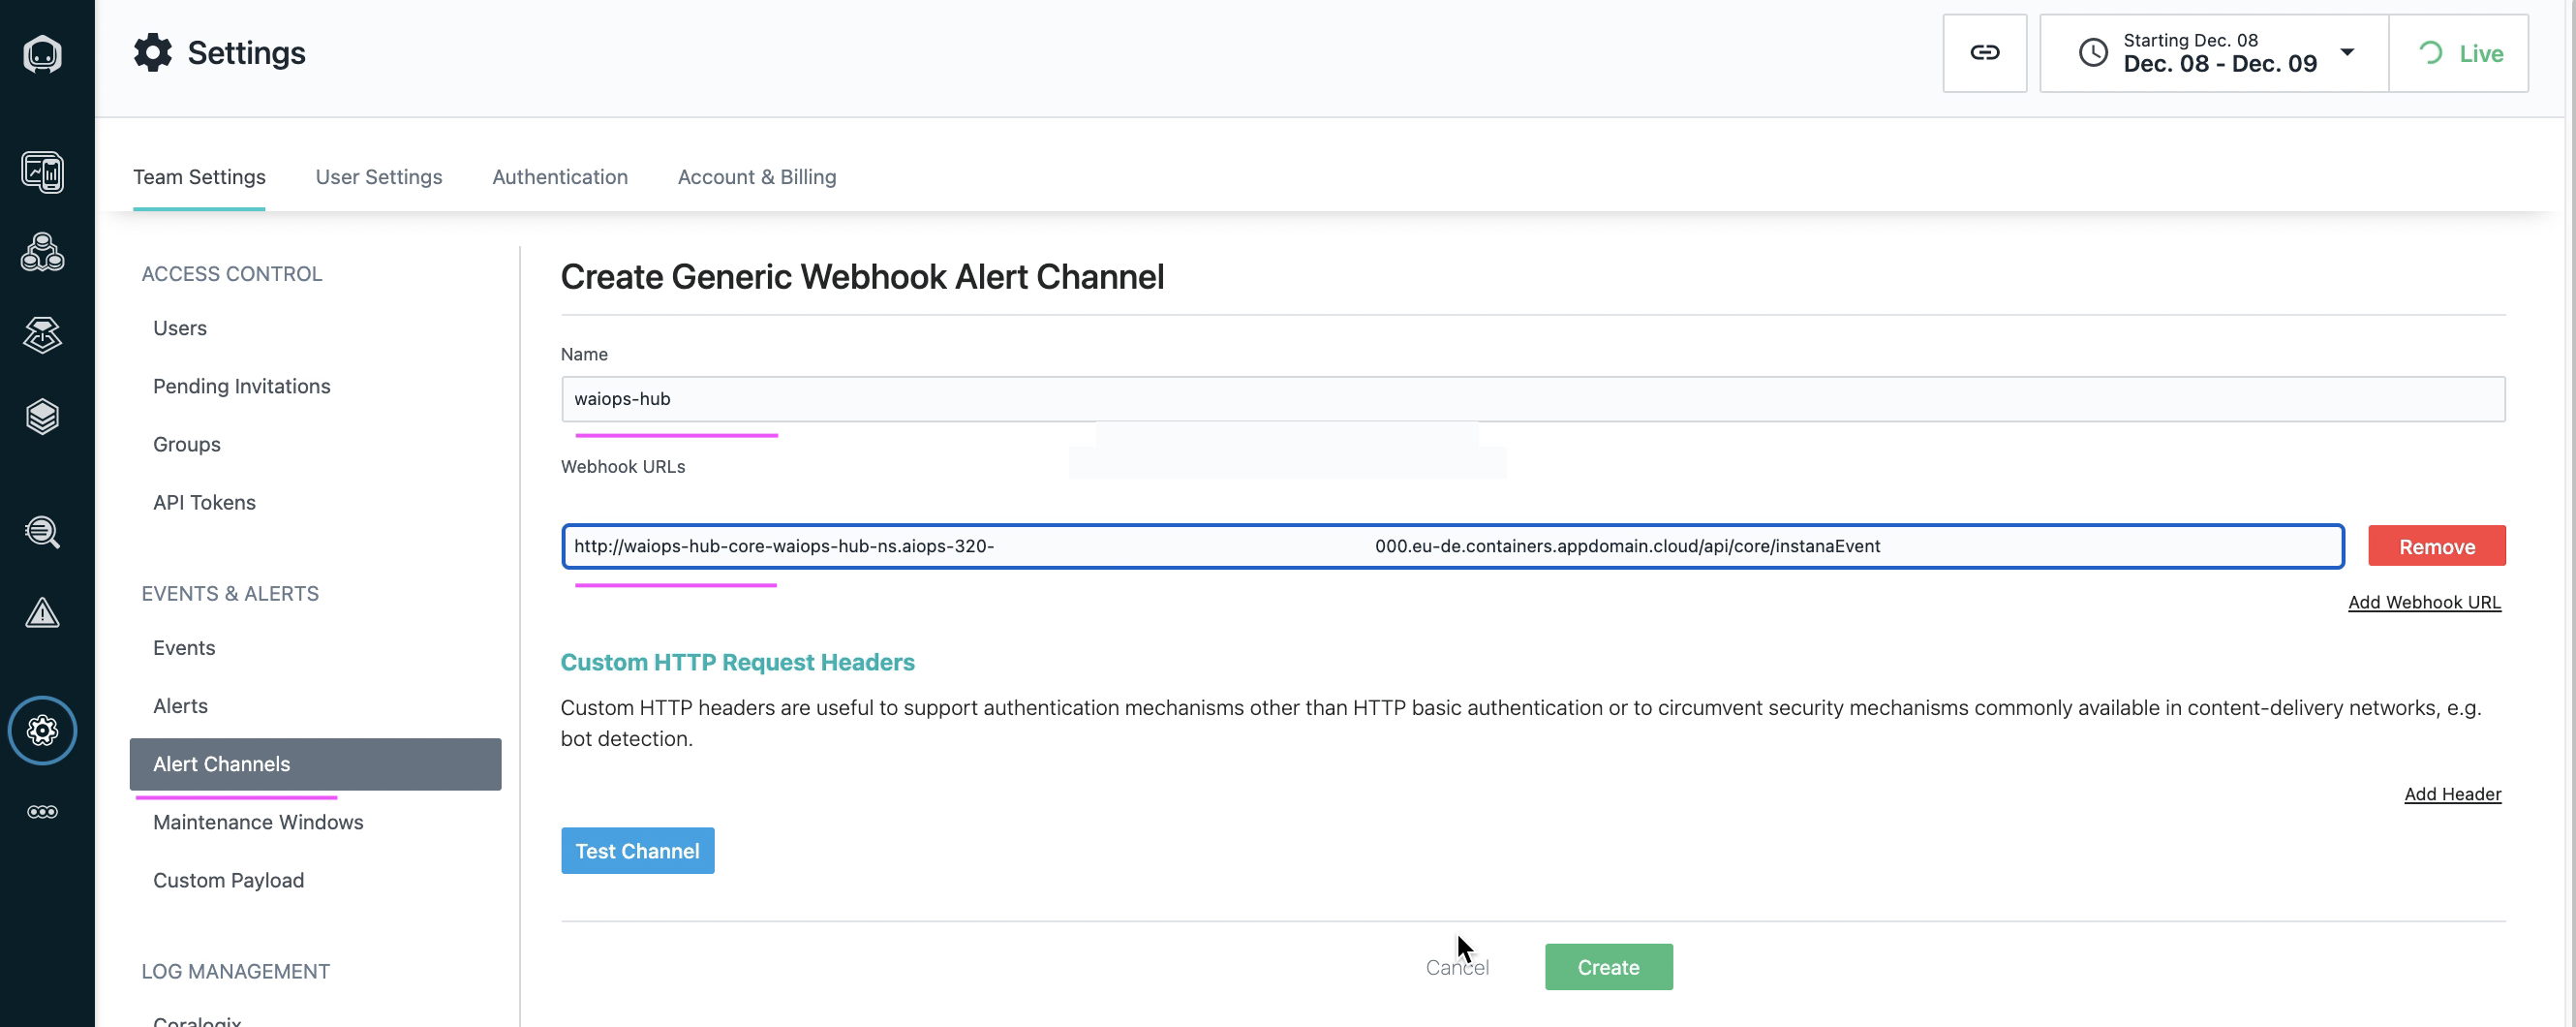 Settings
Starting Dec. 08
Dec. 08 - Dec. 09
Live
Team Settings
User Settings
Authentication
Account & Billing
ACCESS CONTROL
Users
Pending Invitations
Groups
API Tokens
EVENTS & ALERTS
Events
Alerts
Alert Channels
Maintenance Windows
Custom Payload
LOG MANAGEMENT
Coralogix
Create Generic Webhook Alert Channel
Name
waiops-hub
Webhook URLs
http://waiops-hub-core-waiops-hub-ns.aiops-320- 000.eu-de.containers.appdomain.cloud/api/core/instanaEvent
Remove
Add Webhook URL
Custom HTTP Request Headers
Custom HTTP headers are useful to support authentication mechanisms other than HTTP basic authentication or to circumvent security mechanisms commonly available in content-delivery networks, e.g.
bot detection.
Add Header
Test Channel
Cancel
Create